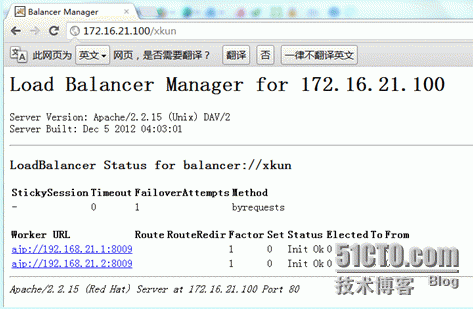 Balancer Manager
172.16.21.100/xkun
此网页为 英文 网页，是否需要翻译？ 翻译 否 一律不翻译英文
Load Balancer Manager for 172.16.21.100
Server Version: Apache/2.2.15 (Unix) DAV/2
Server Built: Dec 5 2012 04:03:01
LoadBalancer Status for balancer://xkun
StickySession Timeout FailoverAttempts Method
- 0 1 byrequests
Worker URL Route RouteRedir Factor Set Status Elected To From
ajp://192.168.21.1:8009 1 0 Init Ok 0
ajp://192.168.21.2:8009 1 0 Init Ok 0
Apache/2.2.15 (Red Hat) Server at 172.16.21.100 Port 80
51CTO.com
技术博客 Blog